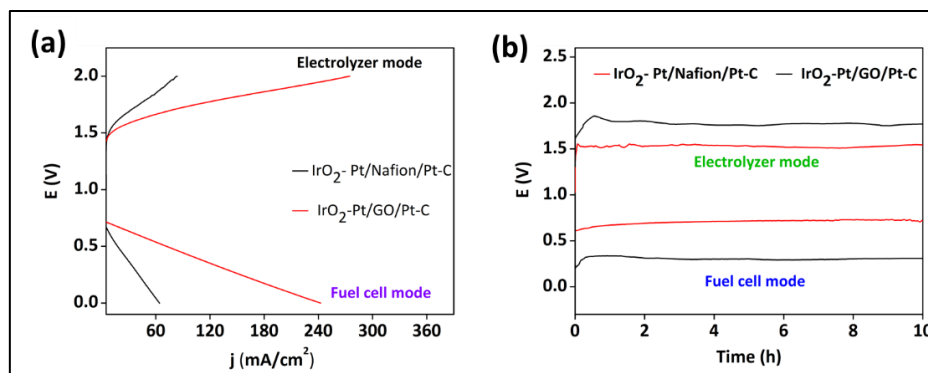 (a)
Electrolyzer mode
2.0
1.5
1.0
0.5
0.0
E (V)
IrO2- Pt/Nafion/Pt-C
IrO2-Pt/GO/Pt-C
Fuel cell mode
60 120 180 240 300 360
j (mA/cm2)
(b)
IrO2- Pt/Nafion/Pt-C IrO2-Pt/GO/Pt-C
2.5
2.0
1.5
1.0
0.5
0.0
E (V)
Electrolyzer mode
Fuel cell mode
0 2 4 6 8 10
Time (h)